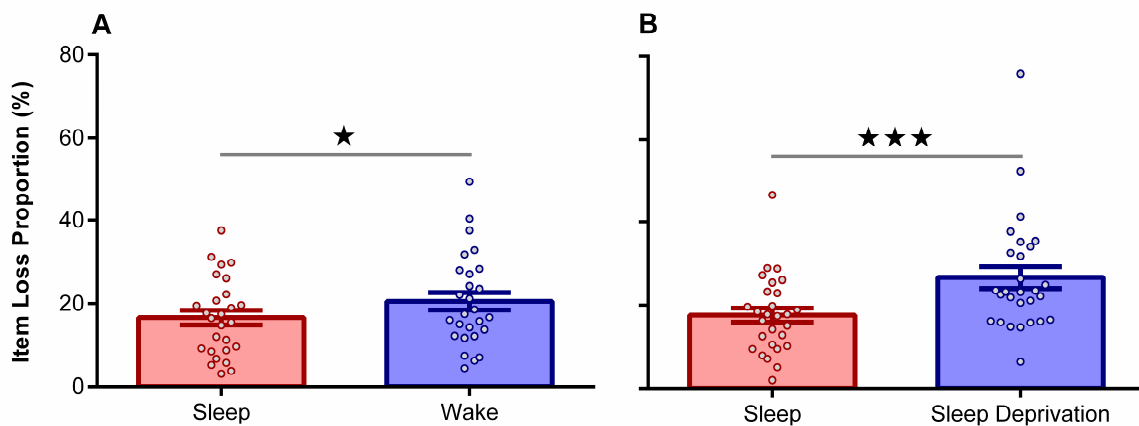 A
B
Item Loss Proportion (%)
80
60
40
20
0
Sleep
Wake
Sleep
Sleep Deprivation